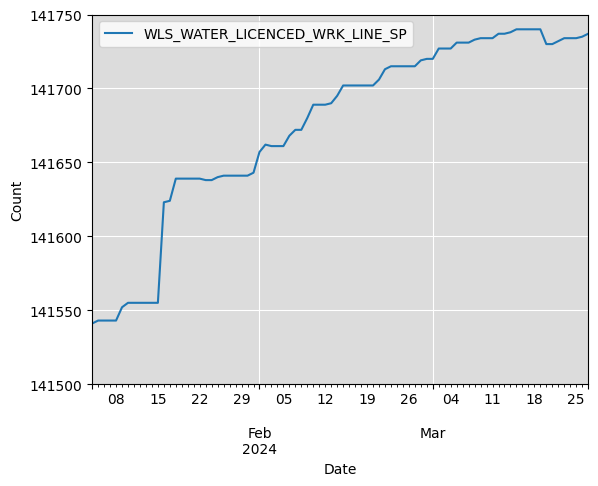 WLS_WATER_LICENCED_WRK_LINE_SP
141750
141700
141650
141600
141550
141500
Count
08 15 22 29 05 12 19 26 04 11 18 25
Feb Mar
2024
Date